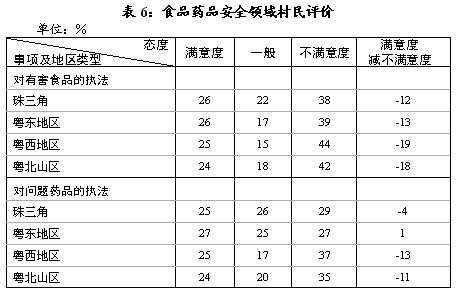 表 6：食品药品安全领域村民评价
单位：%
态度
事项及地区类型 满意度 一般 不满意度 满意度
减不满意度
对有害食品的执法
珠三角 26 22 38 -12
粤东地区 26 17 39 -13
粤西地区 25 15 44 -19
粤北山区 24 18 42 -18
对问题药品的执法
珠三角 25 26 29 -4
粤东地区 27 25 27 1
粤西地区 25 17 37 -13
粤北山区 24 20 35 -11